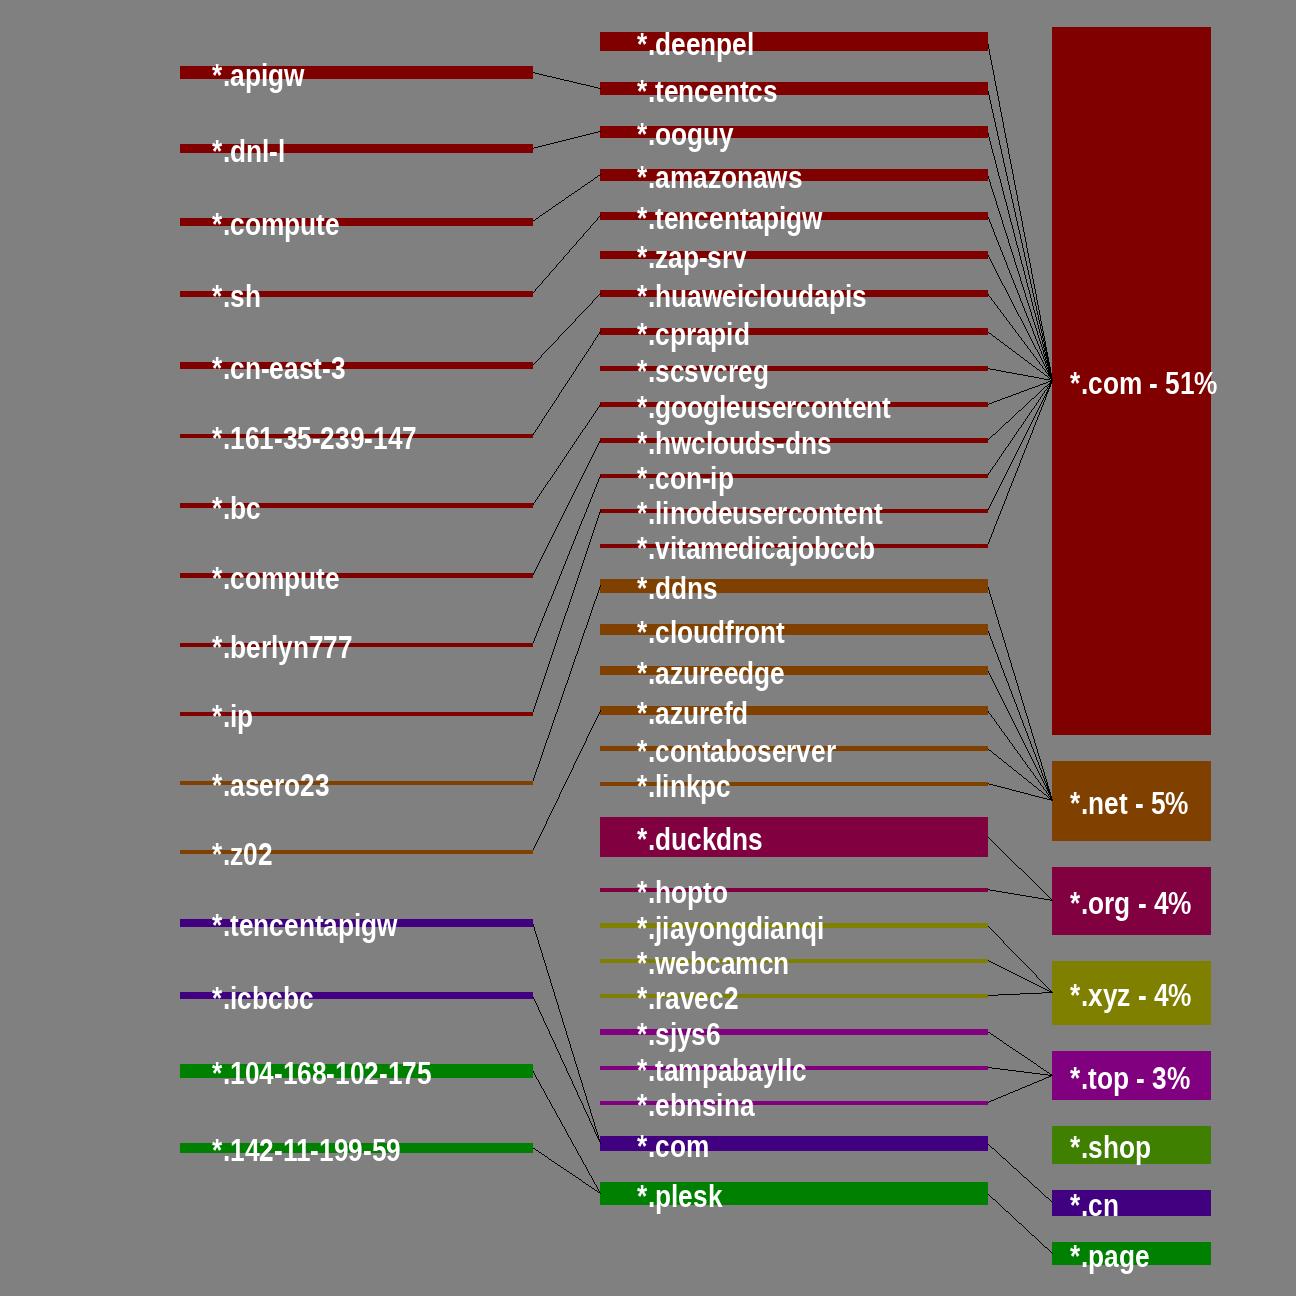 *.apigw
*.dnl-l
*.compute
*.sh
*.cn-east-3
*.161-35-239-147
*.bc
*.compute
*.berlyn777
*.ip
*.asero23
*.z02
*.tencentapigw
*.icbcbc
*.104-168-102-175
*.142-11-199-59
*.deenpel
*.tencentcs
*.ooguy
*.amazonaws
*.tencentapigw
*.zap-srv
*.huaweicloudapis
*.cprapid
*.scsvcreg
*.googleusercontent
*.hwclouds-dns
*.con-ip
*.linodeusercontent
*.vitamedicajobccb
*.ddns
*.cloudfront
*.azureedge
*.azurefd
*.contaboserver
*.linkpc
*.duckdns
*.hopto
*.jiayongdianqi
*.webcamcn
*.ravec2
*.sjys6
*.tampabayllc
*.ebnsina
*.com
*.plesk
*.com - 51%
*.net - 5%
*.org - 4%
*.xyz - 4%
*.top - 3%
*.shop
*.cn
*.page